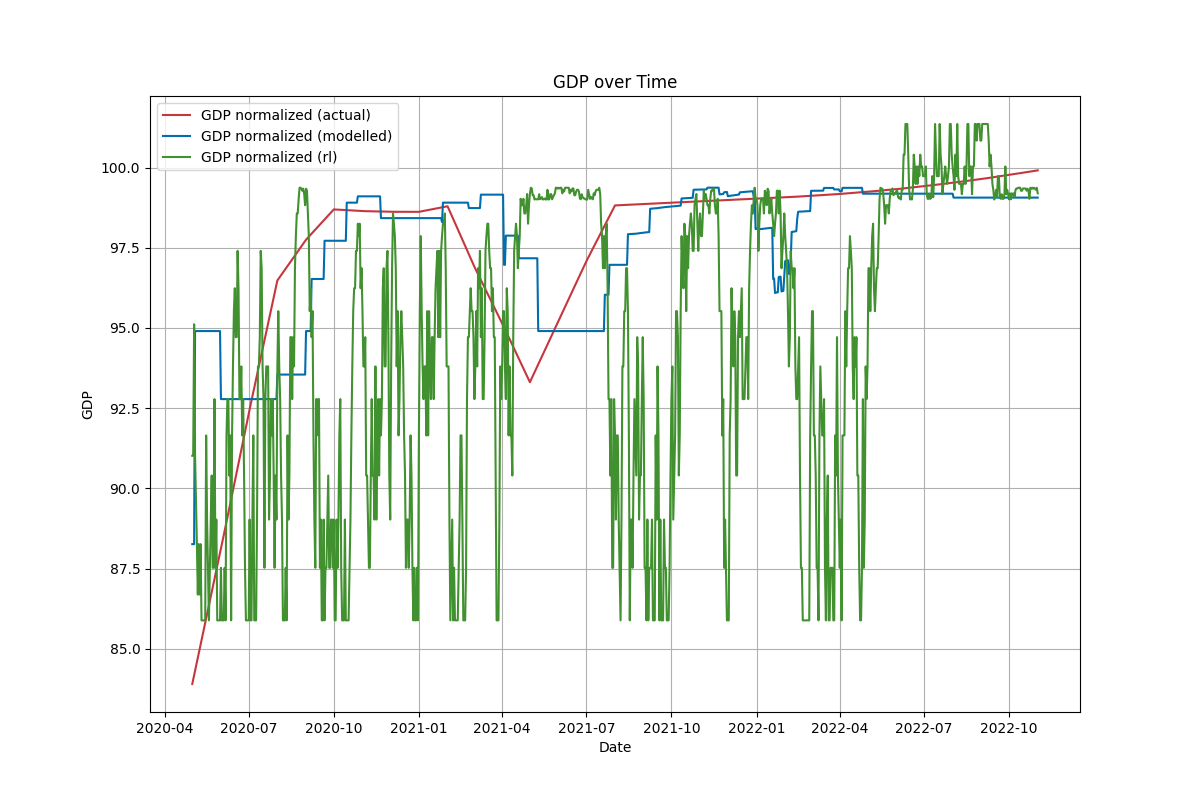 GDP over Time
GDP normalized (actual)
GDP normalized (modelled)
GDP normalized (rl)
100.0
97.5
95.0
92.5
90.0
87.5
85.0
GDP
2020-04 2020-07 2020-10 2021-01 2021-04 2021-07 2021-10 2022-01 2022-04 2022-07 2022-10
Date